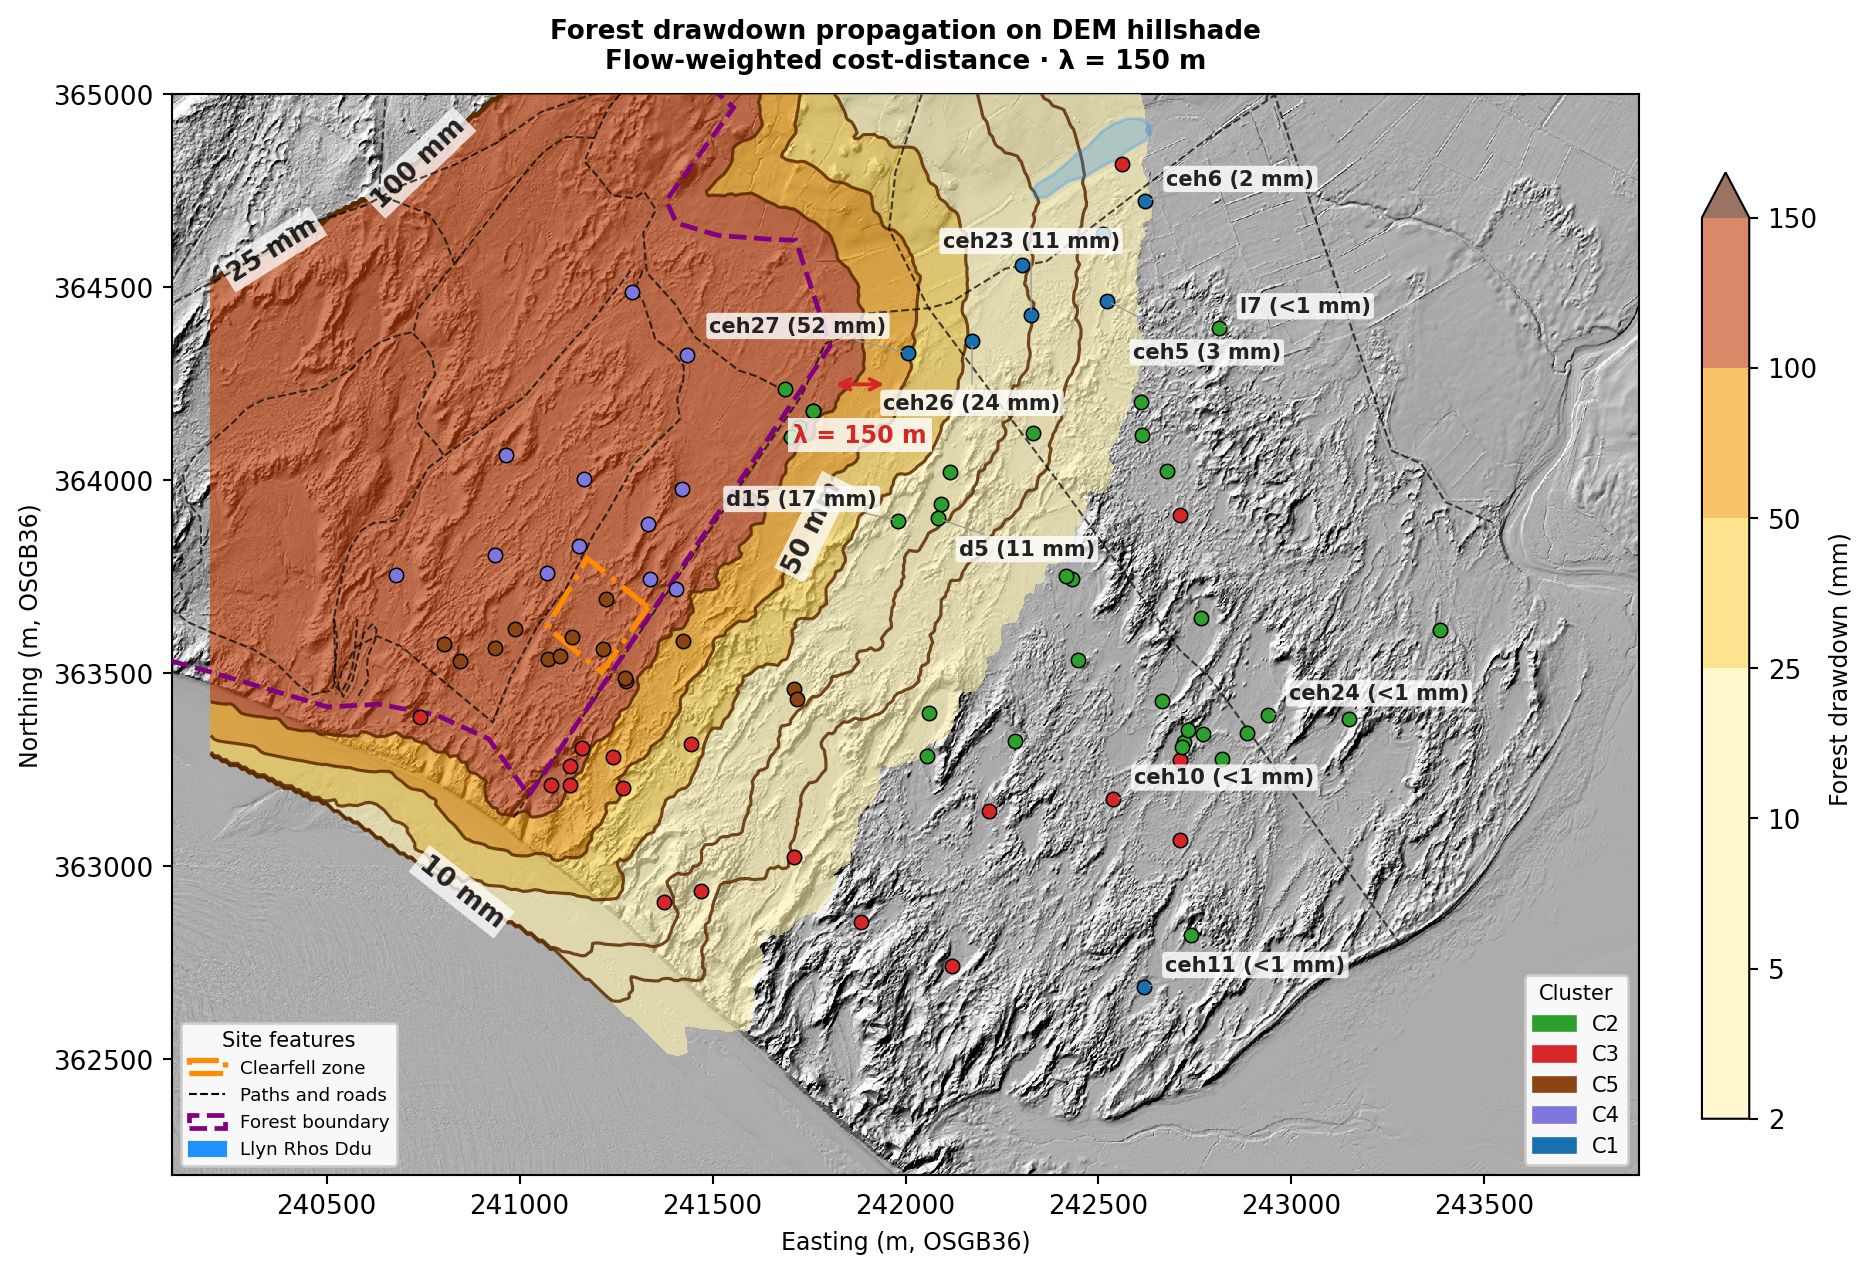 Forest drawdown propagation on DEM hillshade
Flow-weighted cost-distance · λ = 150 m
365000
364500
364000
363500
363000
362500
Northing (m, OSGB36)
240500
241000
241500
242000
242500
243000
243500
Easting (m, OSGB36)
100 mm
25 mm
50 mm
10 mm
ceh6 (2 mm)
ceh23 (11 mm)
l7 (<1 mm)
ceh27 (52 mm)
ceh5 (3 mm)
ceh26 (24 mm)
λ = 150 m
d15 (17 mm)
d5 (11 mm)
ceh24 (<1 mm)
ceh10 (<1 mm)
ceh11 (<1 mm)
Site features
Clearfell zone
Paths and roads
Forest boundary
Llyn Rhos Ddu
Cluster
C2
C3
C5
C4
C1
150
100
50
25
10
5
2
Forest drawdown (mm)